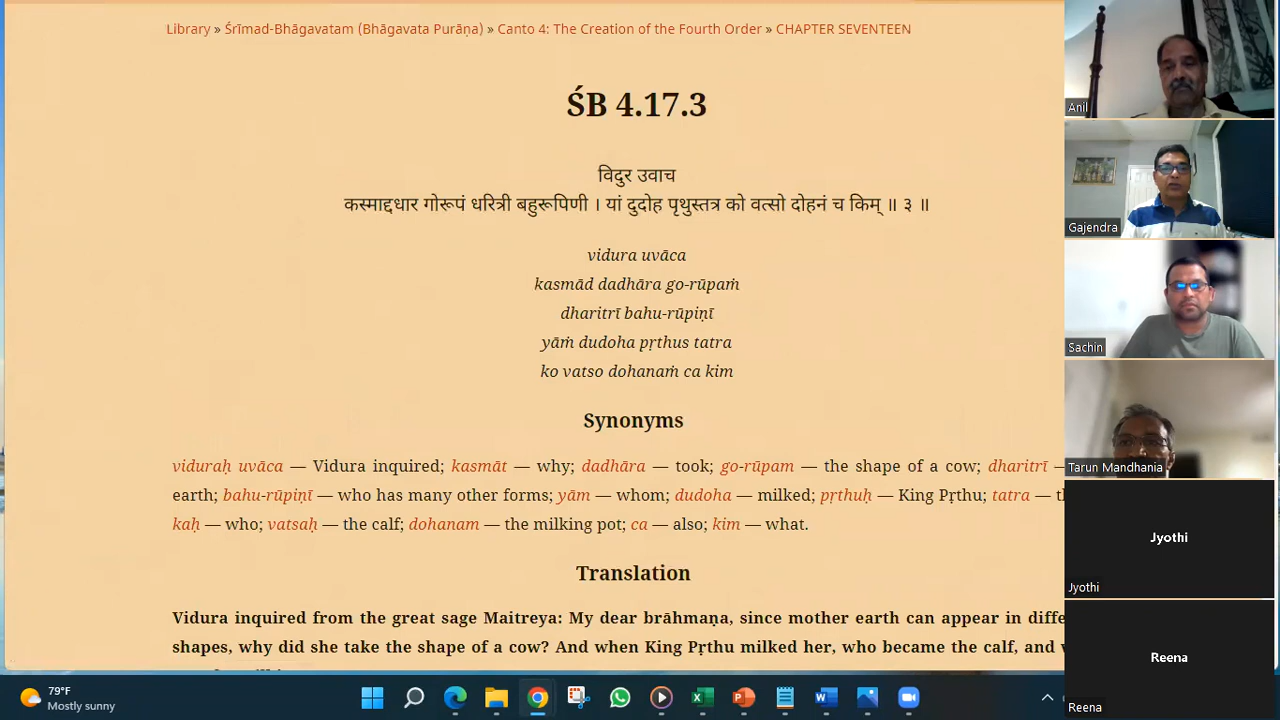 Library » Śrīmad-Bhāgavatam (Bhāgavata Purāṇa) » Canto 4: The Creation of the Fourth Order » CHAPTER SEVENTEEN
ŚB 4.17.3
विदुर उवाच
कस्माद्दधार गोरूपं धरित्री बहुरूपिणी । यां दुदोह पृथुस्तत्र को वत्सो दोहनं च किम् ॥ ३ ॥
vidura uvāca
kasmād dadhāra go-rūpaṁ
dharitrī bahu-rūpiṇī
yāṁ dudoha pṛthus tatra
ko vatso dohanaṁ ca kim
Synonyms
viduraḥ uvāca — Vidura inquired; kasmāt — why; dadhāra — took; go-rūpam — the shape of a cow; dharitrī —
earth; bahu-rūpiṇī — who has many other forms; yām — whom; dudoha — milked; pṛthuḥ — King Pṛthu; tatra —
kaḥ — who; vatsaḥ — the calf; dohanam — the milking pot; ca — also; kim — what.
Translation
Vidura inquired from the great sage Maitreya: My dear brāhmaṇa, since mother earth can appear in diffe
shapes, why did she take the shape of a cow? And when King Pṛthu milked her, who became the calf, and
Anil
Gajendra
Sachin
Tarun Mandhania
Jyothi
Jyothi
Reena
Reena
79°F
Mostly sunny